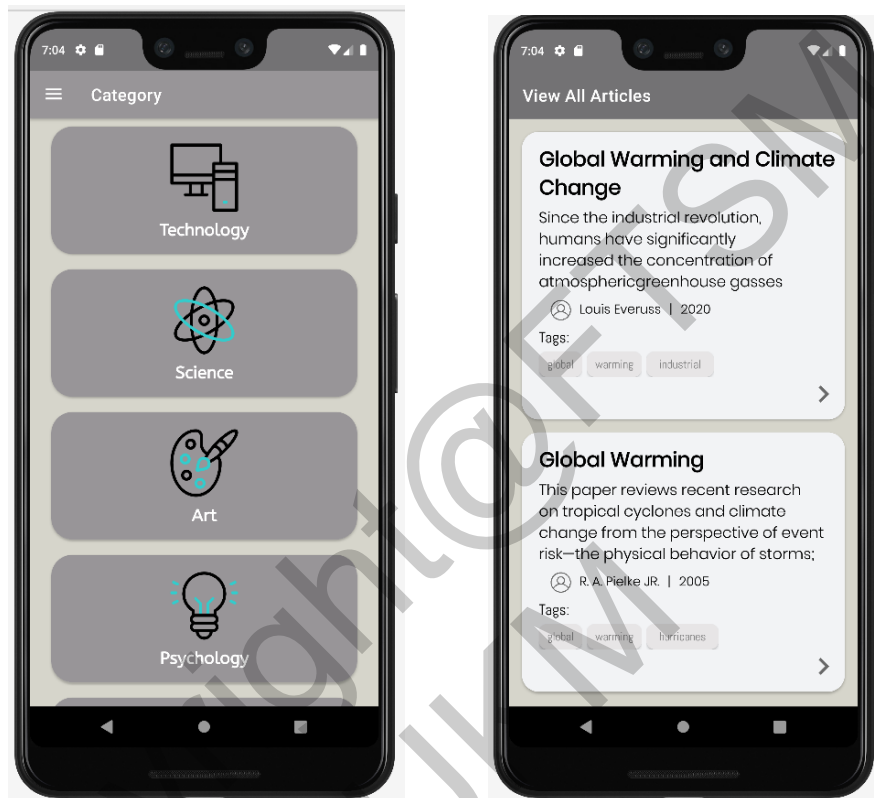 7:04
Category
Technology
Science
Art
Psychology
7:04
View All Articles
Global Warming and Climate
Change
Since the industrial revolution,
humans have significantly
increased the concentration of
atmosphericgreenhouse gasses
Louis Everuss | 2020
Tags:
global warming industrial
Global Warming
This paper reviews recent research
on tropical cyclones and climate
change from the perspective of event
risk—the physical behavior of storms;
R. A. Pielke JR. | 2005
Tags:
global warming hurricanes
right@FTSM
UKM